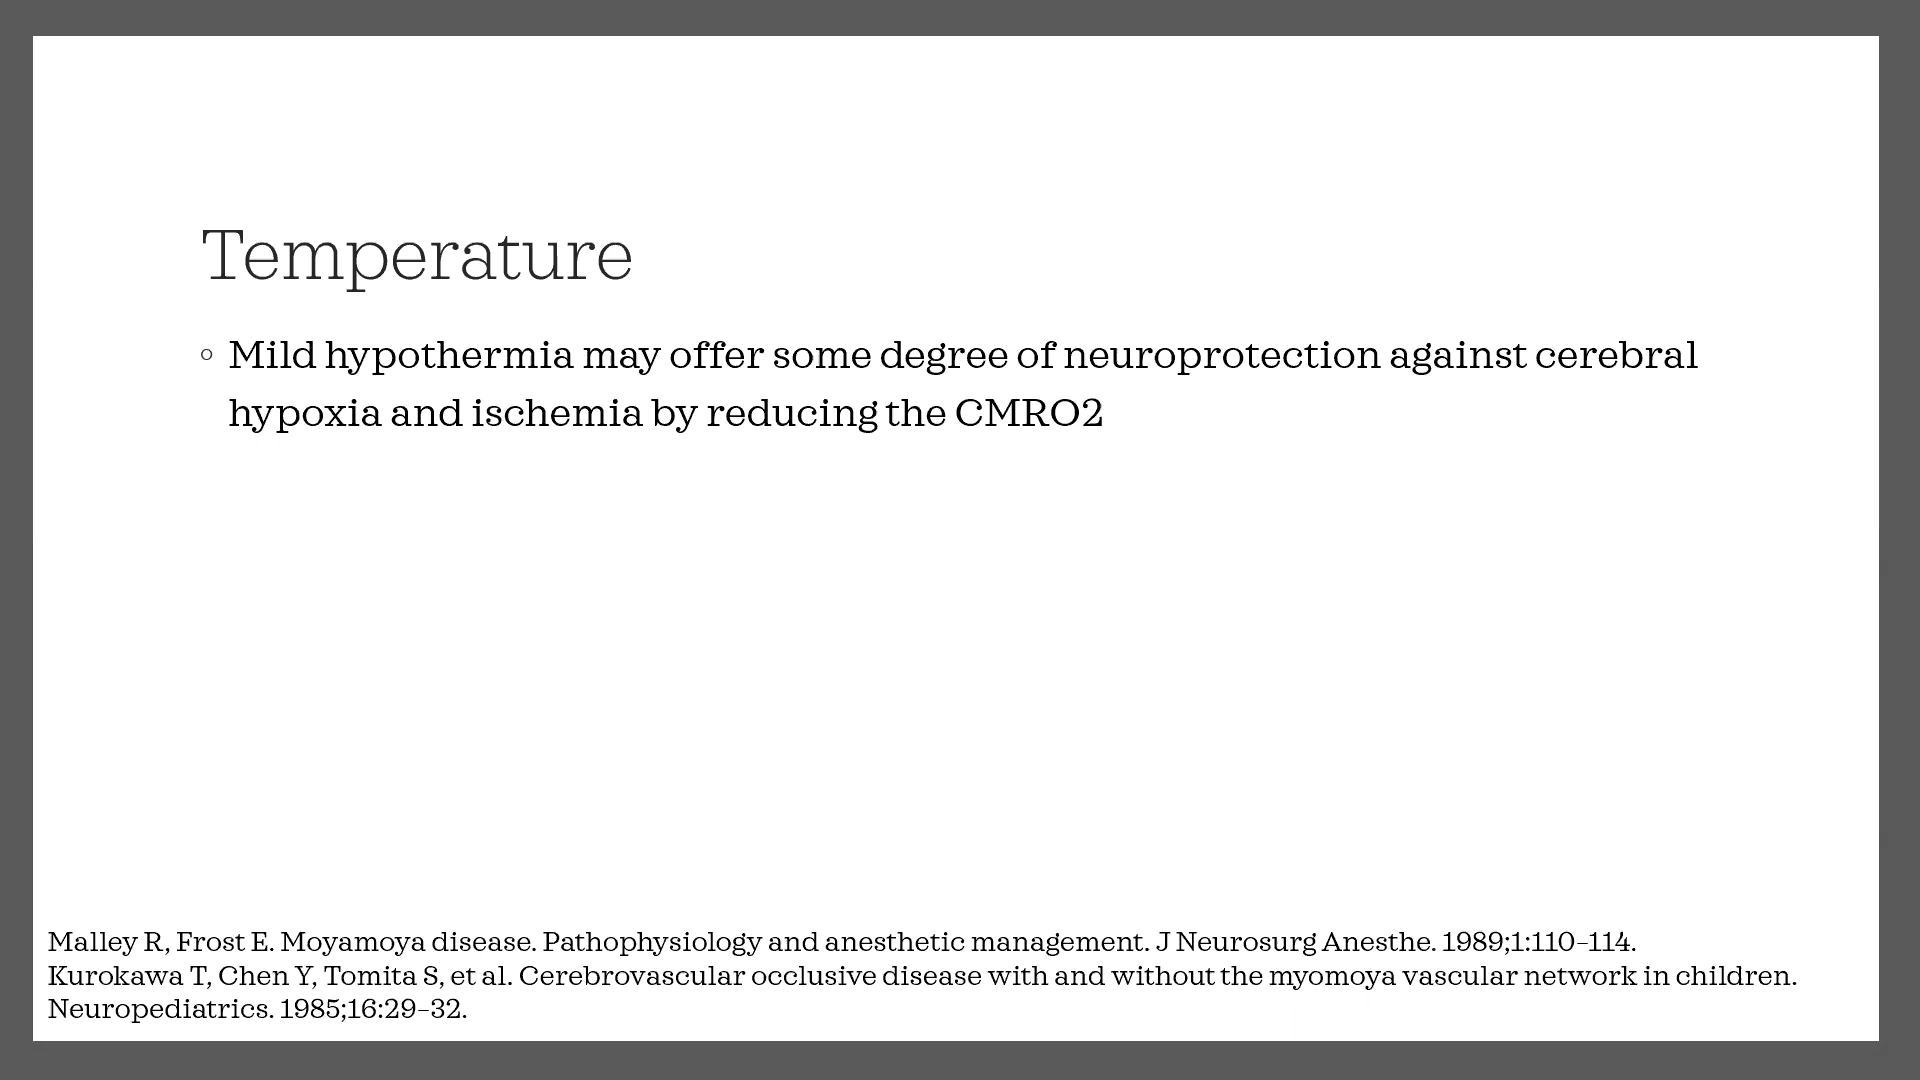 Temperature
○ Mild hypothermia may offer some degree of neuroprotection against cerebral
hypoxia and ischemia by reducing the CMRO2
Malley R, Frost E. Moyamoya disease. Pathophysiology and anesthetic management. J Neurosurg Anesthe. 1989;1:110–114.
Kurokawa T, Chen Y, Tomita S, et al. Cerebrovascular occlusive disease with and without the myomoya vascular network in children.
Neuropediatrics. 1985;16:29–32.